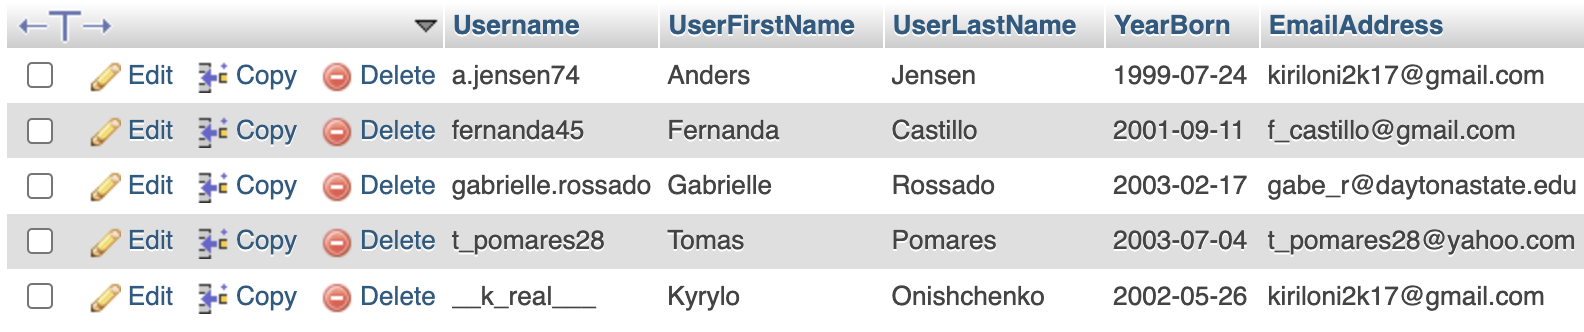 Username UserFirstName UserLastName YearBorn EmailAddress
Edit Copy Delete a.jensen74 Anders Jensen 1999-07-24 kiriloni2k17@gmail.com
Edit Copy Delete fernanda45 Fernanda Castillo 2001-09-11 f_castillo@gmail.com
Edit Copy Delete gabrielle.rossado Gabrielle Rossado 2003-02-17 gabe_r@daytonastate.edu
Edit Copy Delete t_pomares28 Tomas Pomares 2003-07-04 t_pomares28@yahoo.com
Edit Copy Delete __k_real___ Kyrylo Onishchenko 2002-05-26 kiriloni2k17@gmail.com